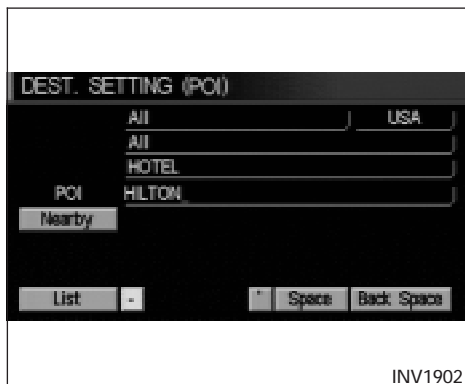 DEST. SETTING (POI)
All USA
All
HOTEL
POI HILTON_
Nearby
List - ' Space Back Space
INV1902